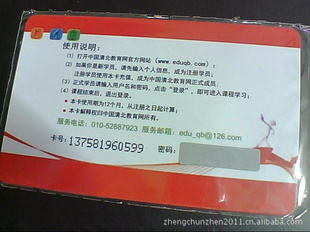 使用说明:
(1) 打开中国清北教育网官方网站 (www.eduqb.com);
(2) 如果你是新学员, 请先输入个人信息, 成为注册学员;
注册学员使用本卡充值, 成为中国清北教育网正式成员;
(3) 正式学员请输入用户名和密码, 点击“登录”, 即可进入课程学习;
(4) 课程结束后, 退出登录。
• 本卡使用期为12个月, 从注册之日起计算;
• 本卡解释权归中国清北教育网所有。
服务电话: 010-52887923 服务邮箱: edu_qb@126.com
卡号: 13758196O599 密码:
zhengchunzhen2011.cn.alibaba.com